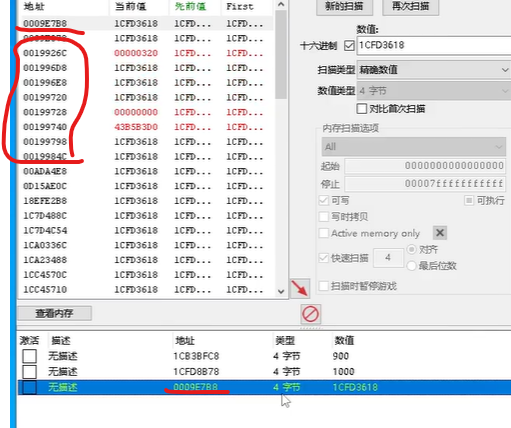 地址 当前值 先前值 First
0009E7B8 1CFD3618 1CFD... 1CFD...
1CFD3618 1CFD... 1CFD...
0019926C 00000320 1CFD... 1CFD...
001996D8 1CFD3618 1CFD... 1CFD...
001996E8 1CFD3618 1CFD... 1CFD...
00199720 1CFD3618 1CFD... 1CFD...
00199728 00000000 1CFD... 1CFD...
00199740 43B5B3D0 1CFD... 1CFD...
00199798 1CFD3618 1CFD... 1CFD...
0019984C 1CFD3618 1CFD... 1CFD...
00ADA4E8 1CFD3618 1CFD... 1CFD...
0D15AE0C 1CFD3618 1CFD... 1CFD...
18EFE2B8 1CFD3618 1CFD... 1CFD...
1C7D488C 1CFD3618 1CFD... 1CFD...
1C7D4C54 1CFD3618 1CFD... 1CFD...
1CA0336C 1CFD3618 1CFD... 1CFD...
1CA23488 1CFD3618 1CFD... 1CFD...
1CC4570C 1CFD3618 1CFD... 1CFD...
1CC45710 1CFD3618 1CFD... 1CFD...
新的扫描 再次扫描
数值:
十六进制 1CFD3618
扫描类型 精确数值
数值类型 4 字节
对比首次扫描
内存扫描选项
All
起始 0000000000000000
停止 00007fffffffffff
可写 可执行
写时拷贝
Active memory only
快速扫描 4 对齐
最后位数
扫描时暂停游戏
查看内存
激活 描述 地址 类型 数值
无描述 1CB3BFC8 4 字节 900
无描述 1CFD8B78 4 字节 1000
无描述 0009E7B8 4 字节 1CFD3618